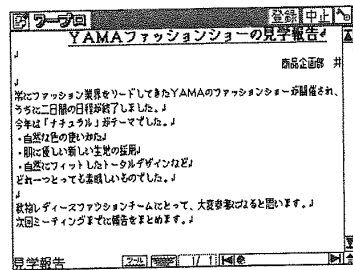 ワープロ 登録 中止
YAMAファッションショーの見学報告
商品企画部 井
常にファッション業界をリードしてきたYAMAのファッションショーが開催され、
うちに二日間の日程が終了しました。
今年は「ナチュラル」がテーマでした。
・自然な色の使いかた
・肌に優しい新しい生地の採用
・自然にフィットしたトータルデザインなど
どれ一つとっても素晴しいものでした。
秋物レディースファウションチームにとって、大変参考になると思います。
次回ミーティングまでに報告をまとめます。
見学報告 ツール 1/ 1